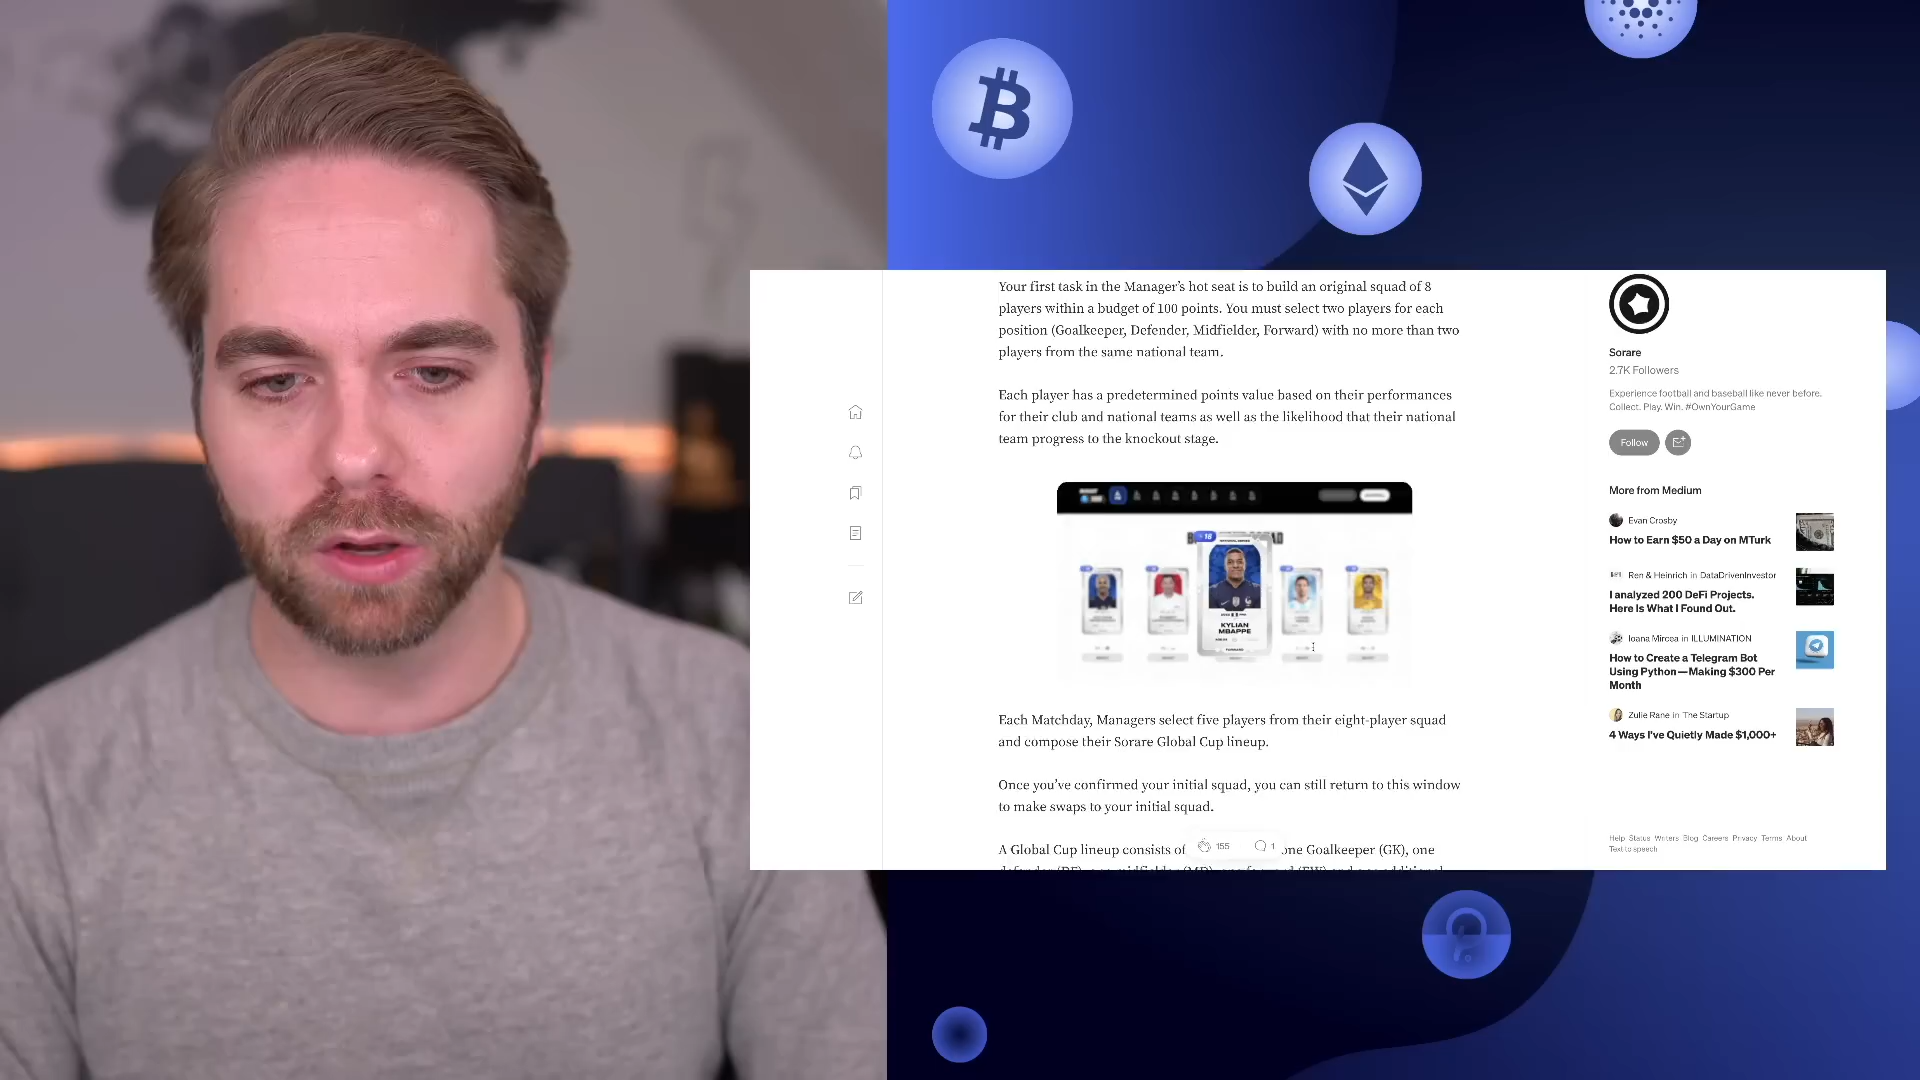 Your first task in the Manager’s hot seat is to build an original squad of 8
players within a budget of 100 points. You must select two players for each
position (Goalkeeper, Defender, Midfielder, Forward) with no more than two
players from the same national team.
Each player has a predetermined points value based on their performances
for their club and national teams as well as the likelihood that their national
team progress to the knockout stage.
16
KYLIAN
MBAPPE
FORWARD
Each Matchday, Managers select five players from their eight-player squad
and compose their Sorare Global Cup lineup.
Once you’ve confirmed your initial squad, you can still return to this window
to make swaps to your initial squad.
A Global Cup lineup consists of
one Goalkeeper (GK), one
155
1
Sorare
2.7K Followers
Experience football and baseball like never before.
Collect. Play. Win. #OwnYourGame
Follow
More from Medium
Evan Crosby
How to Earn $50 a Day on MTurk
Ren & Heinrich in DataDrivenInvestor
I analyzed 200 DeFi Projects.
Here Is What I Found Out.
Ioana Mircea in ILLUMINATION
How to Create a Telegram Bot
Using Python — Making $300 Per
Month
Zulie Rane in The Startup
4 Ways I've Quietly Made $1,000+
Help Status Writers Blog Careers Privacy Terms About
Text to speech